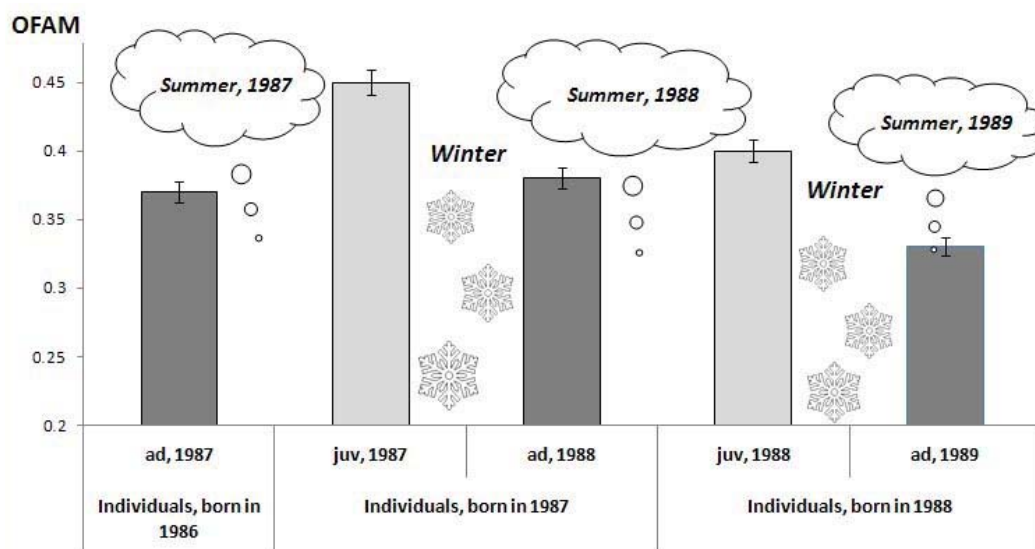 OFAM
Summer, 1987
Summer, 1988
Summer, 1989
Winter
Winter
0.45
0.4
0.35
0.3
0.25
0.2
ad, 1987
juv, 1987
ad, 1988
juv, 1988
ad, 1989
Individuals, born in
1986
Individuals, born in 1987
Individuals, born in 1988